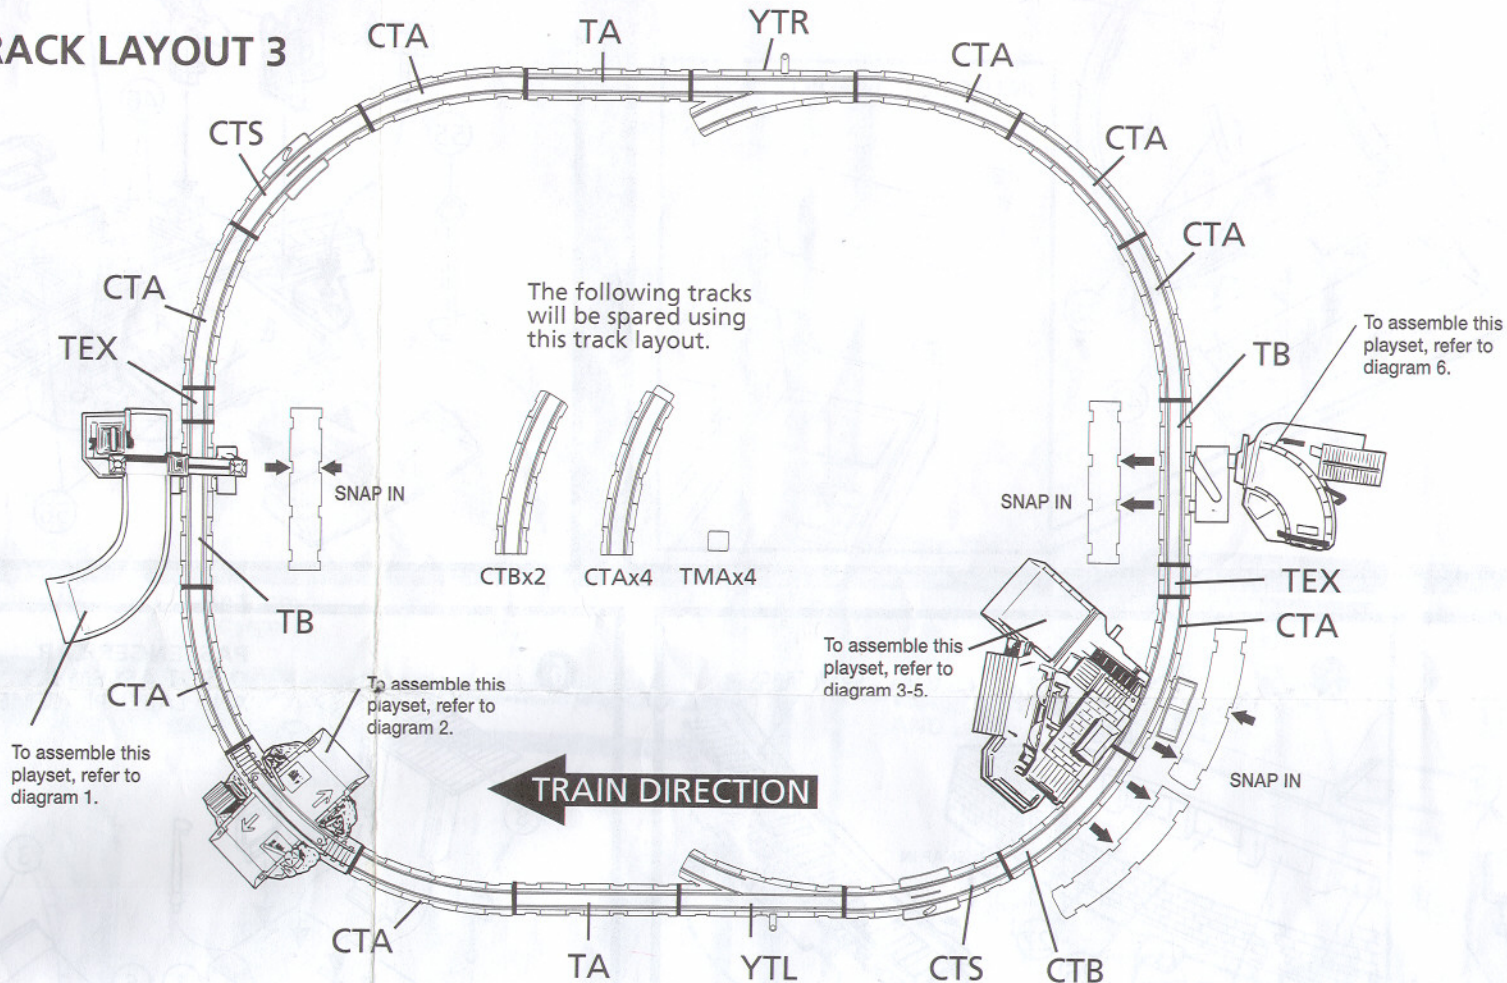 RACK LAYOUT 3
CTA
TA
YTR
CTA
CTS
CTA
CTA
CTA
TEX
The following tracks
will be spared using
this track layout.
TB
To assemble this
playset, refer to
diagram 6.
SNAP IN
SNAP IN
CTBx2 CTAx4 TMAx4
TEX
TB
CTA
To assemble this
playset, refer to
diagram 3-5.
CTA
To assemble this
playset, refer to
diagram 2.
To assemble this
playset, refer to
diagram 1.
TRAIN DIRECTION
SNAP IN
CTA
TA
YTL
CTS
CTB